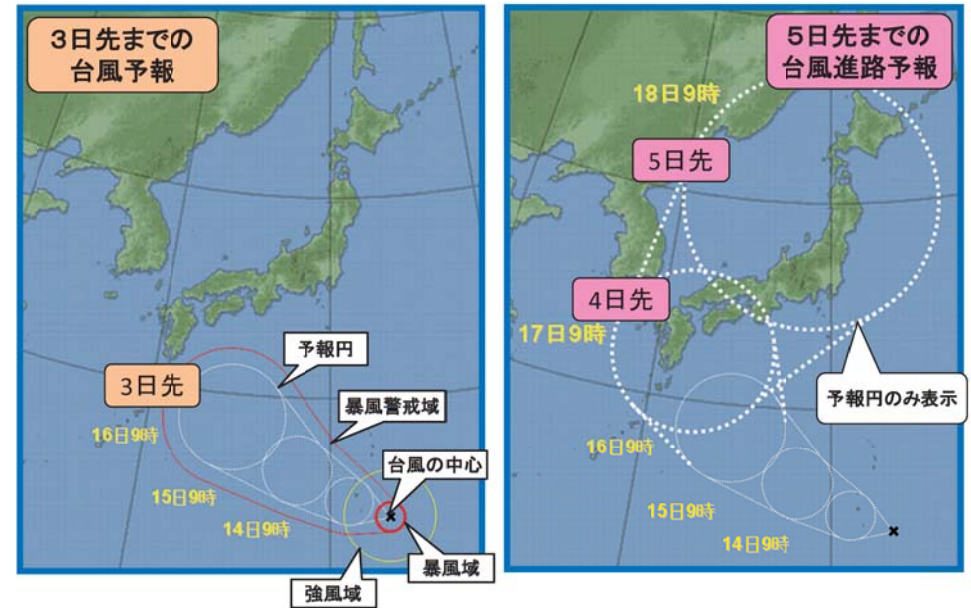 3日先までの
台風予報
予報円
3日先
暴風警戒域
16日9時
台風の中心
15日9時
14日9時
暴風域
強風域
5日先までの
台風進路予報
18日9時
5日先
4日先
17日9時
予報円のみ表示
16日9時
15日9時
14日9時